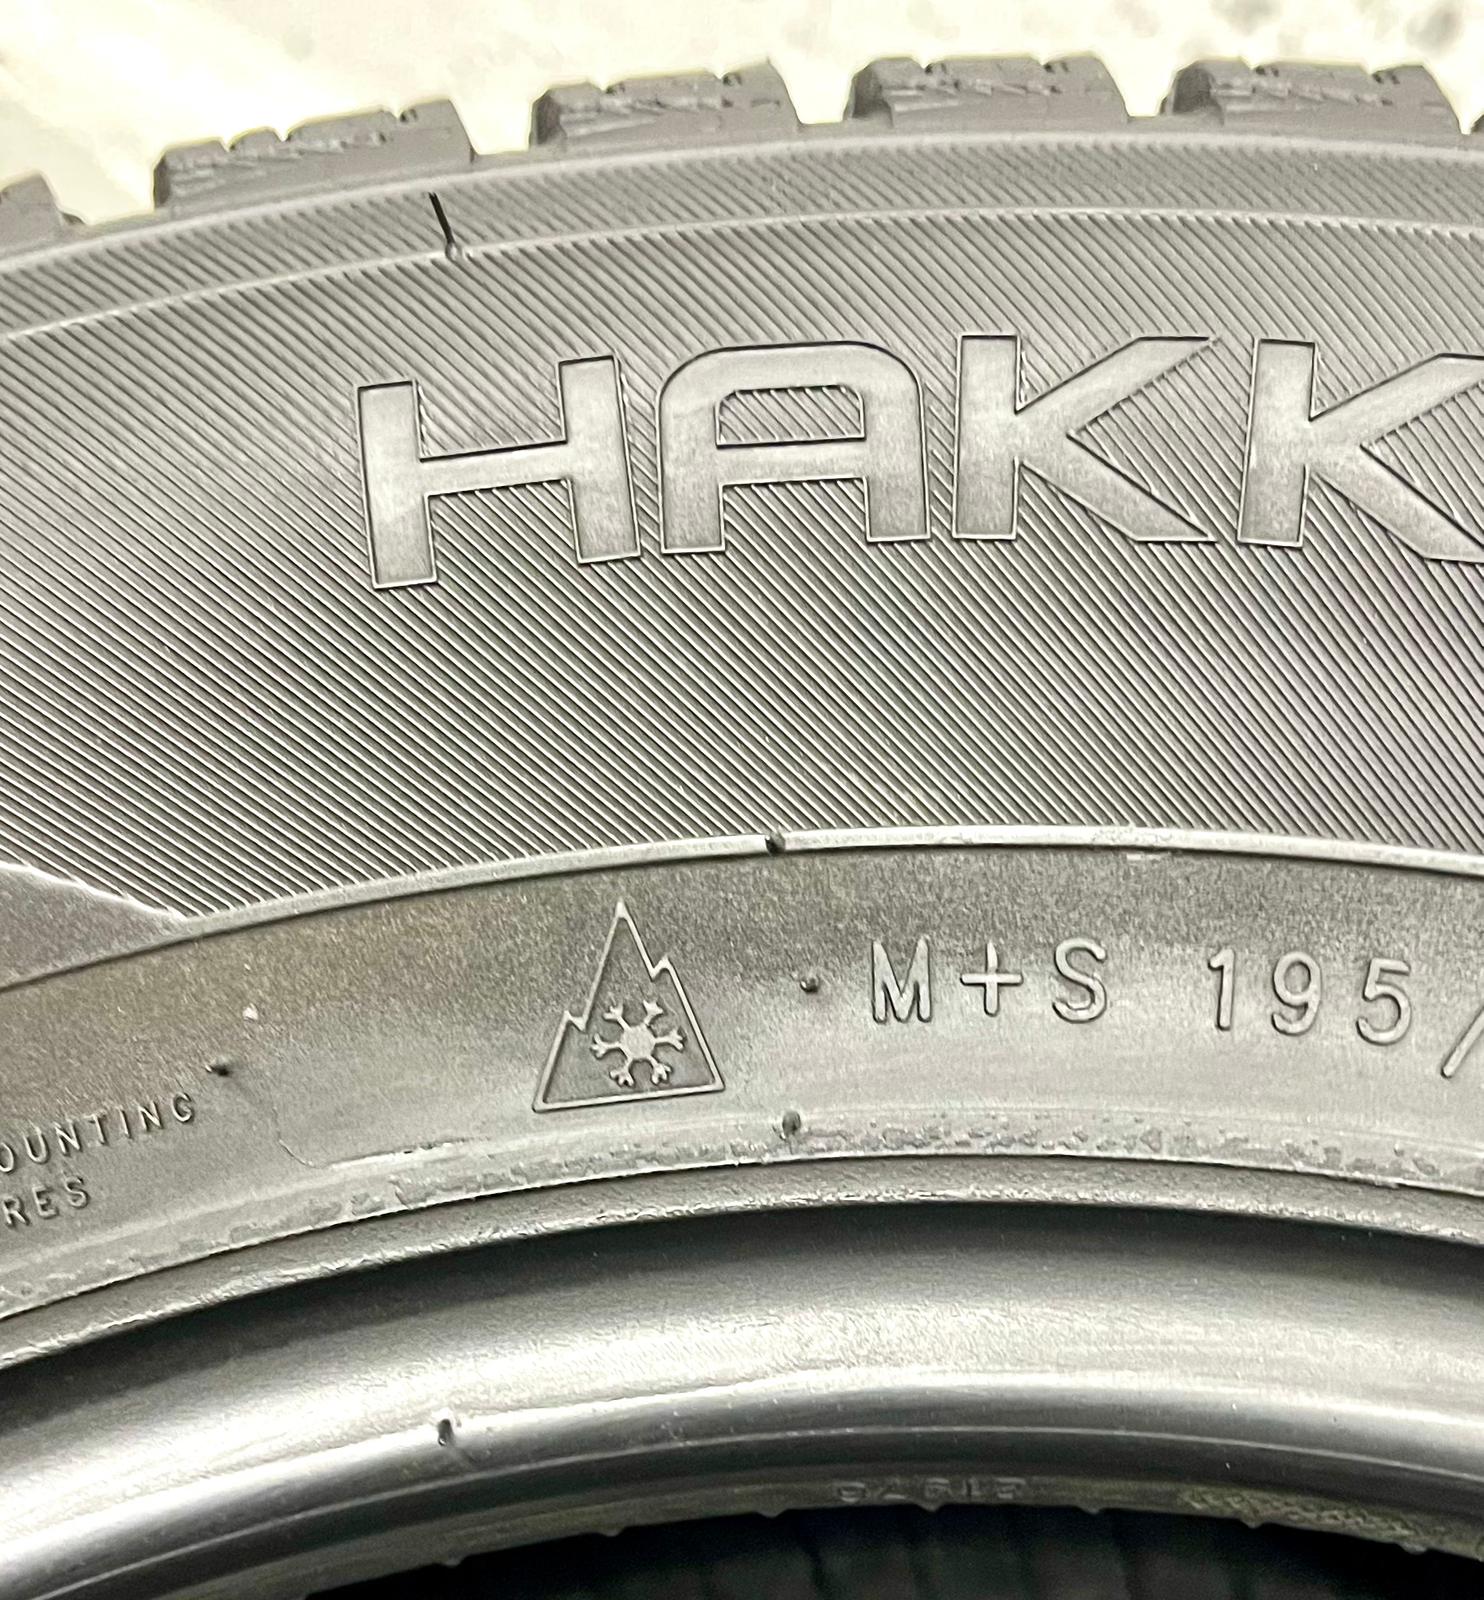 HAKK
M+S 195/
OUNTING
RES